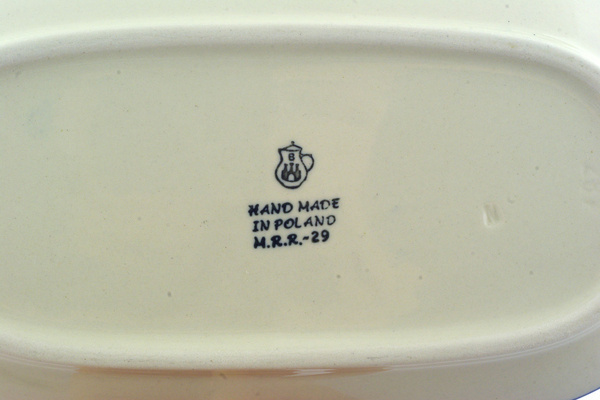 B
HAND MADE
IN POLAND
M.R.R.-29
N